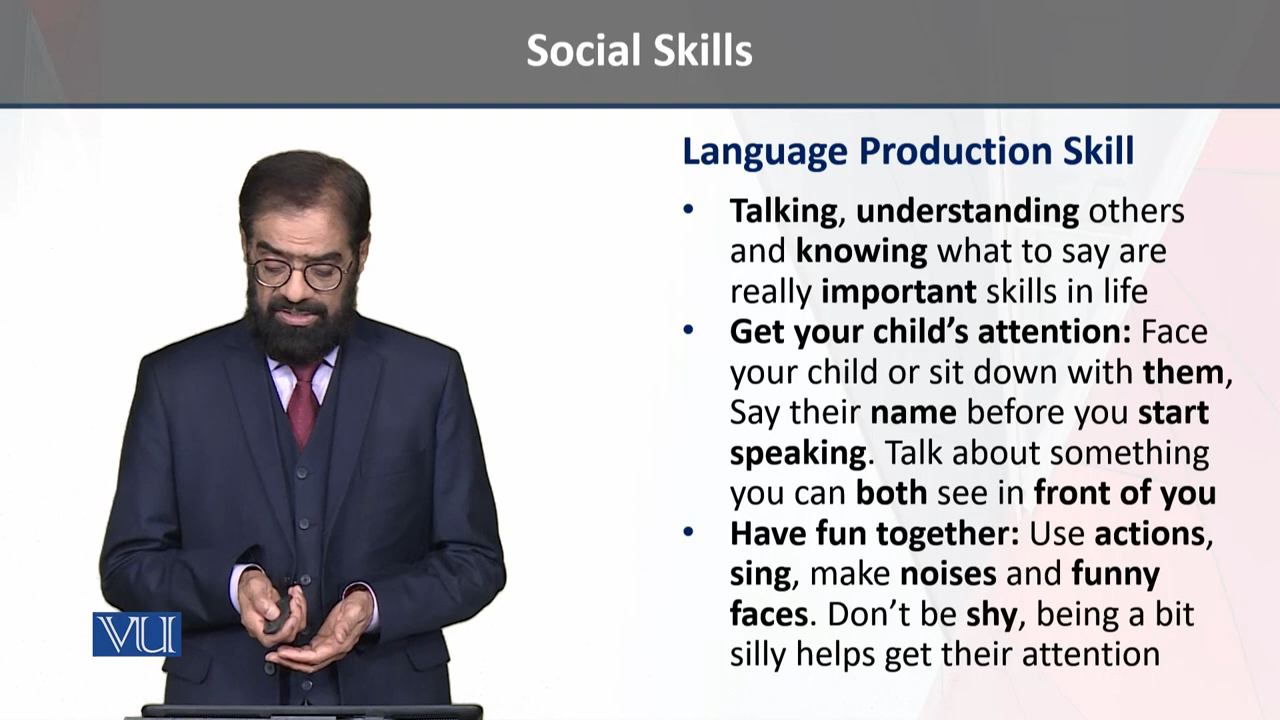 Social Skills
Language Production Skill
• Talking, understanding others
and knowing what to say are
really important skills in life
• Get your child’s attention: Face
your child or sit down with them,
Say their name before you start
speaking. Talk about something
you can both see in front of you
• Have fun together: Use actions,
sing, make noises and funny
faces. Don’t be shy, being a bit
silly helps get their attention
VU